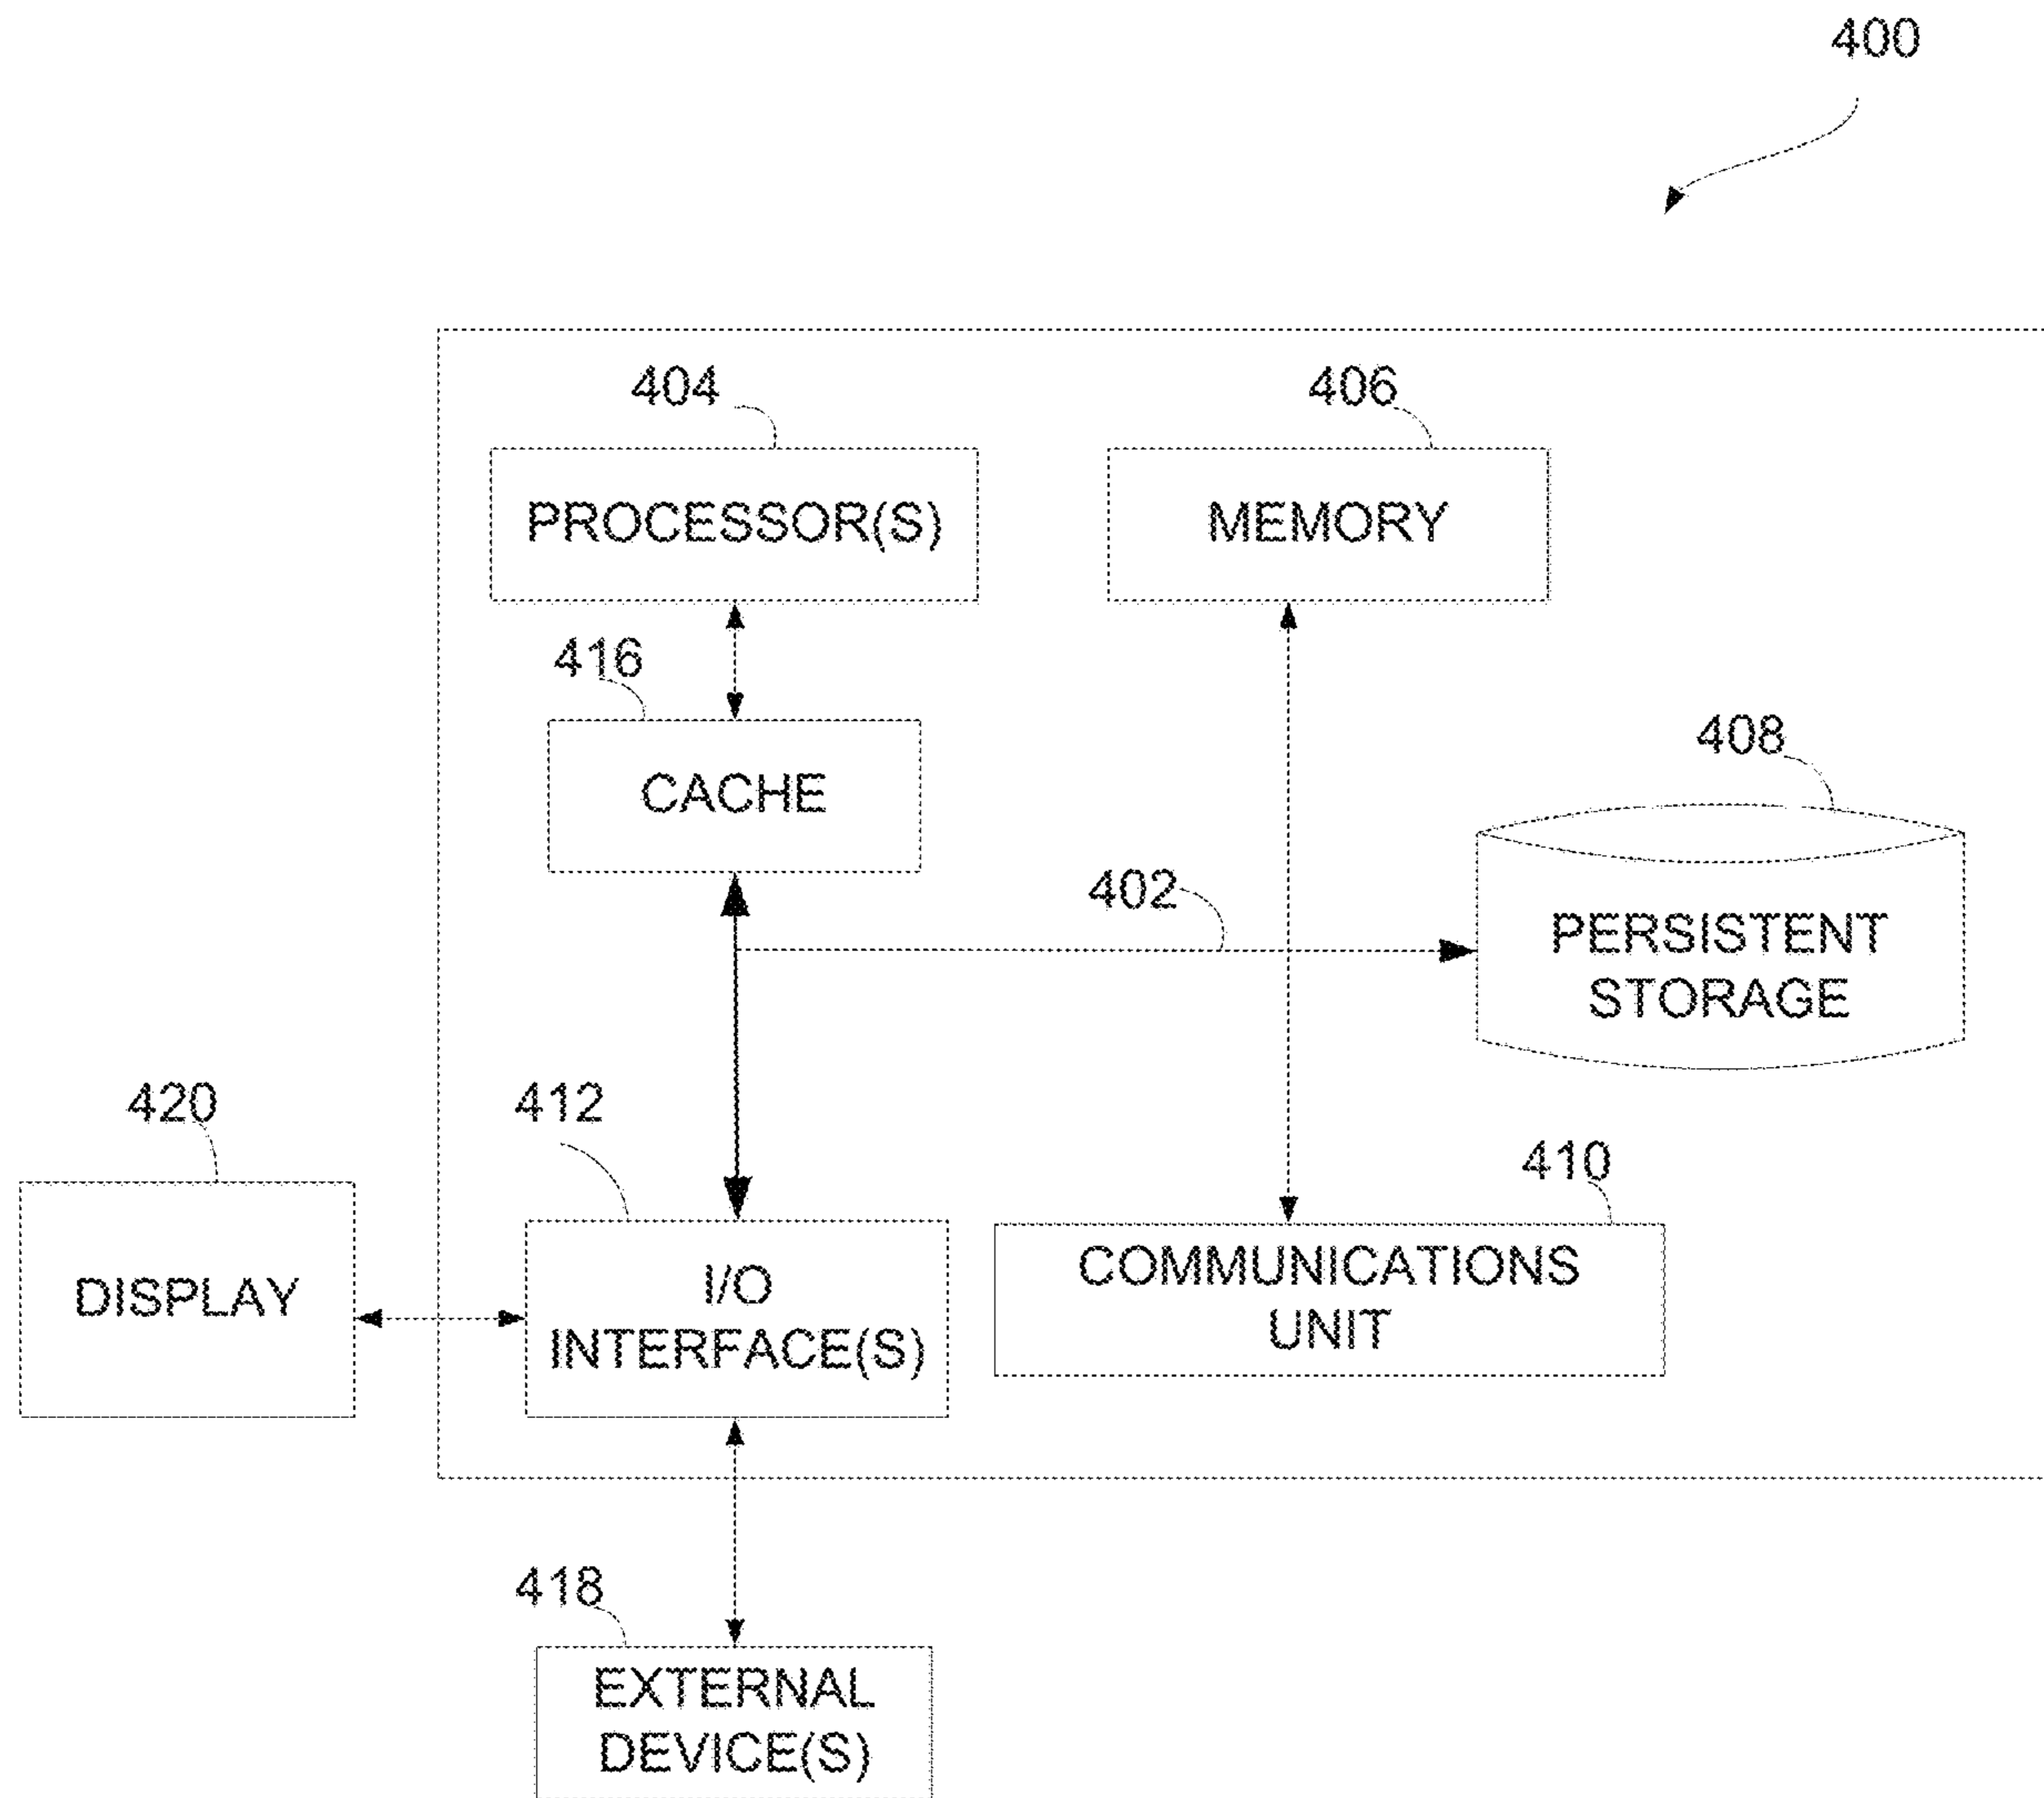 400
404
406
PROCESSOR(S)
MEMORY
416
CACHE
408
402
PERSISTENT
STORAGE
420
412
410
DISPLAY
I/O
INTERFACE(S)
COMMUNICATIONS
UNIT
418
EXTERNAL
DEVICE(S)